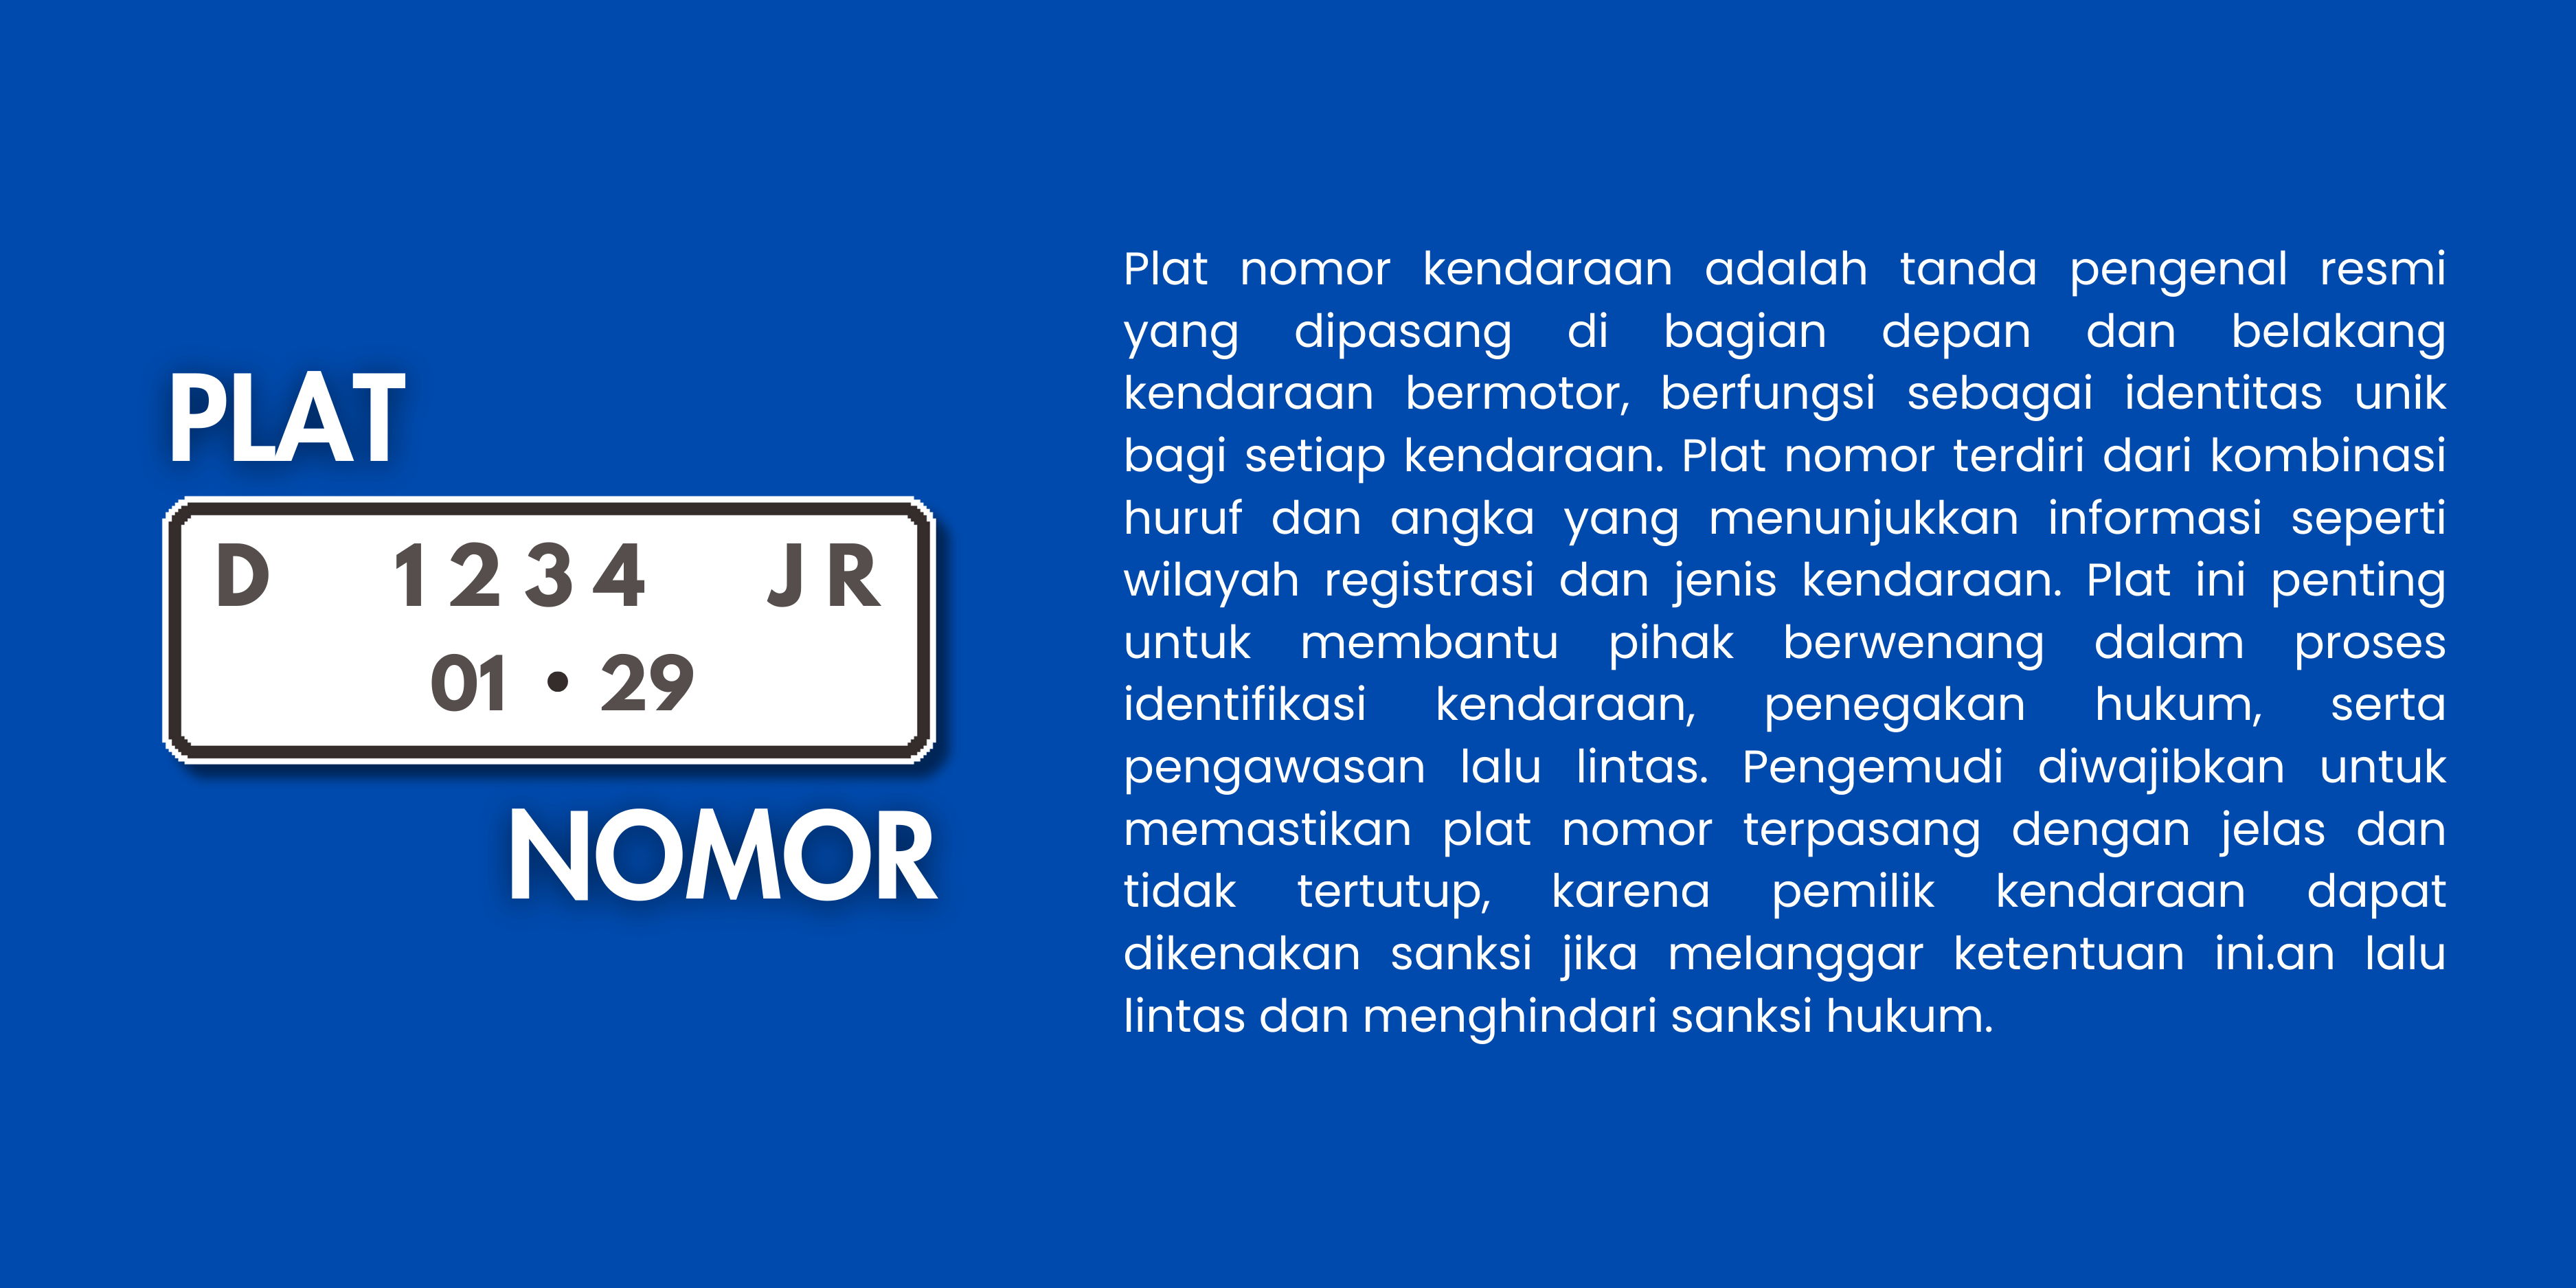 PLAT
D 1234 JR
01 • 29
NOMOR
Plat nomor kendaraan adalah tanda pengenal resmi
yang dipasang di bagian depan dan belakang
kendaraan bermotor, berfungsi sebagai identitas unik
bagi setiap kendaraan. Plat nomor terdiri dari kombinasi
huruf dan angka yang menunjukkan informasi seperti
wilayah registrasi dan jenis kendaraan. Plat ini penting
untuk membantu pihak berwenang dalam proses
identifikasi kendaraan, penegakan hukum, serta
pengawasan lalu lintas. Pengemudi diwajibkan untuk
memastikan plat nomor terpasang dengan jelas dan
tidak tertutup, karena pemilik kendaraan dapat
dikenakan sanksi jika melanggar ketentuan ini.an lalu
lintas dan menghindari sanksi hukum.